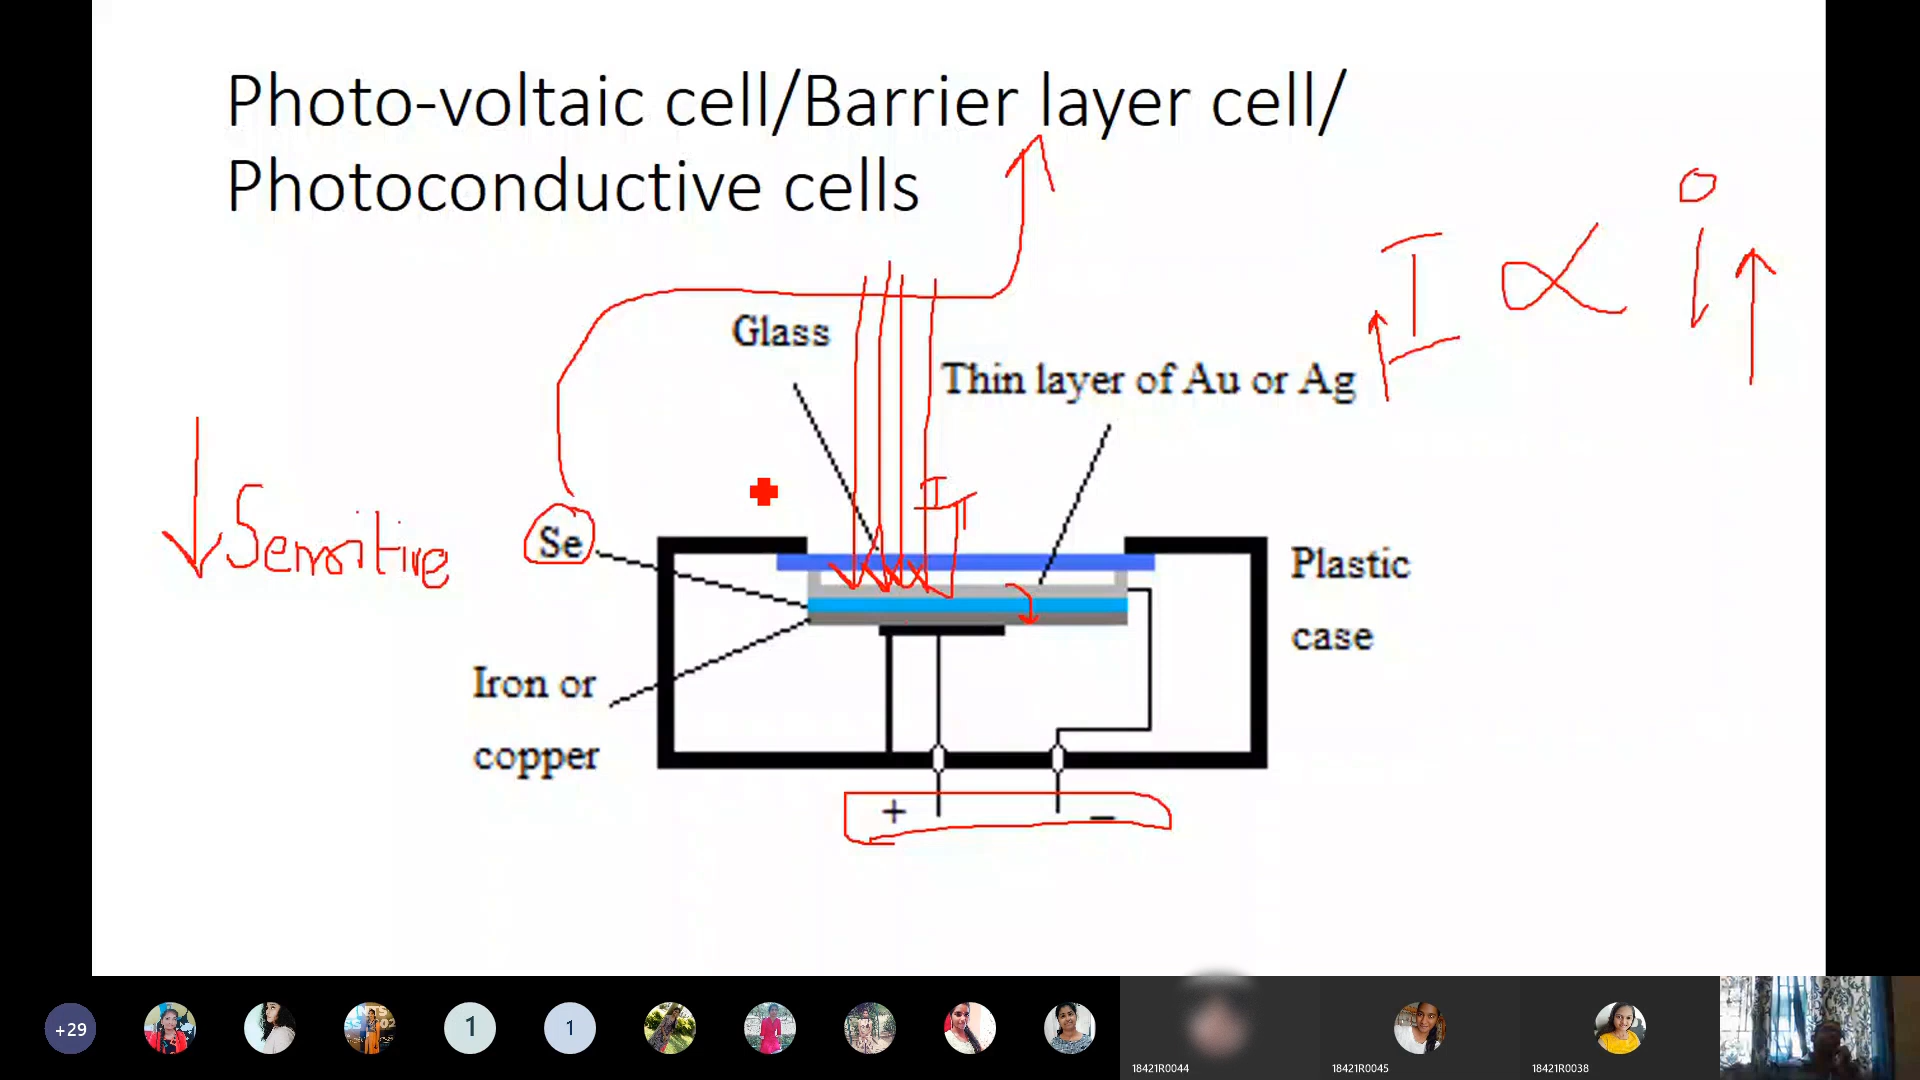 Photo-voltaic cell/Barrier layer cell/
Photoconductive cells
I ∝ i
Glass
Thin layer of Au or Ag
I
Sensitive
Se
Plastic
case
Iron or
copper
+ −
+29
1
1
18421R0044
18421R0045
18421R0038